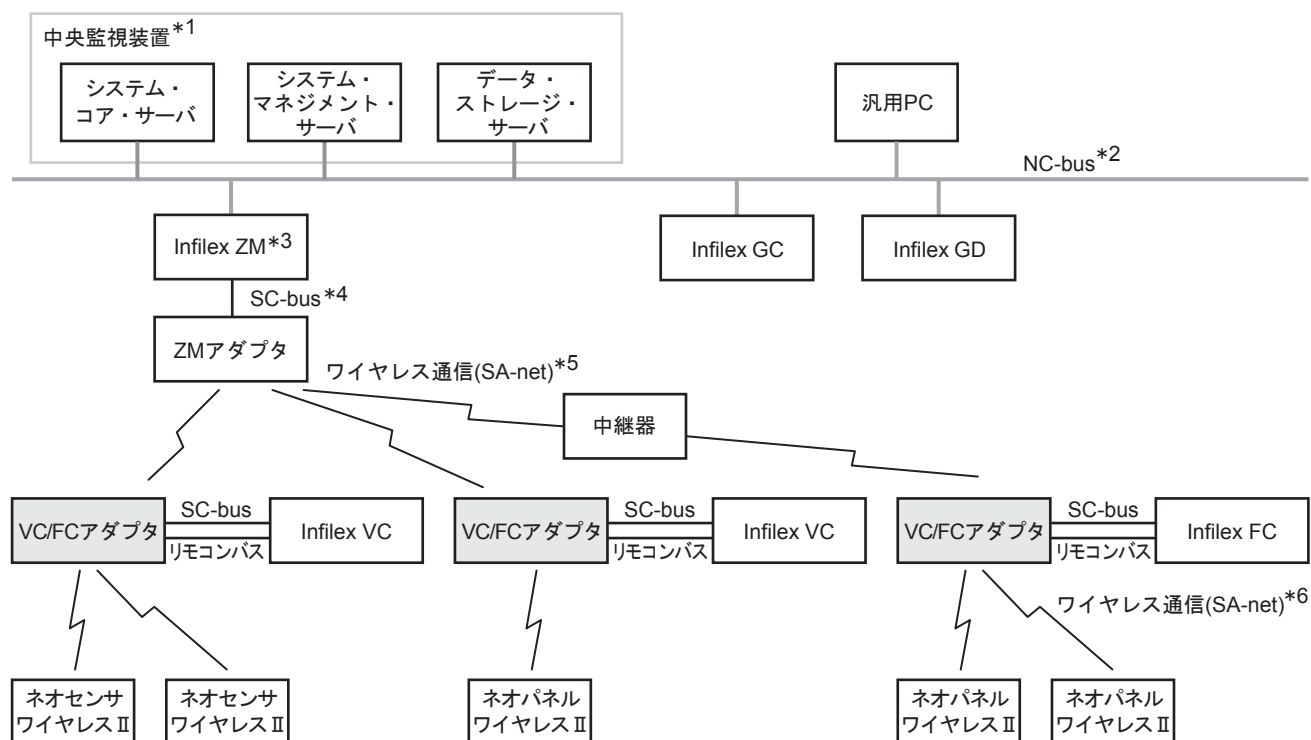 中央監視装置*1
システム・
コア・サーバ
システム・
マネジメント・
サーバ
データ・
ストレージ・
サーバ
汎用PC
NC-bus*2
Infilex ZM*3
Infilex GC
Infilex GD
SC-bus*4
ZMアダプタ
ワイヤレス通信(SA-net)*5
中継器
VC/FCアダプタ
SC-bus
リモコンバス
Infilex VC
VC/FCアダプタ
SC-bus
リモコンバス
Infilex VC
VC/FCアダプタ
SC-bus
リモコンバス
Infilex FC
ワイヤレス通信(SA-net)*6
ネオセンサ
ワイヤレスⅡ
ネオセンサ
ワイヤレスⅡ
ネオパネル
ワイヤレスⅡ
ネオパネル
ワイヤレスⅡ
ネオパネル
ワイヤレスⅡ